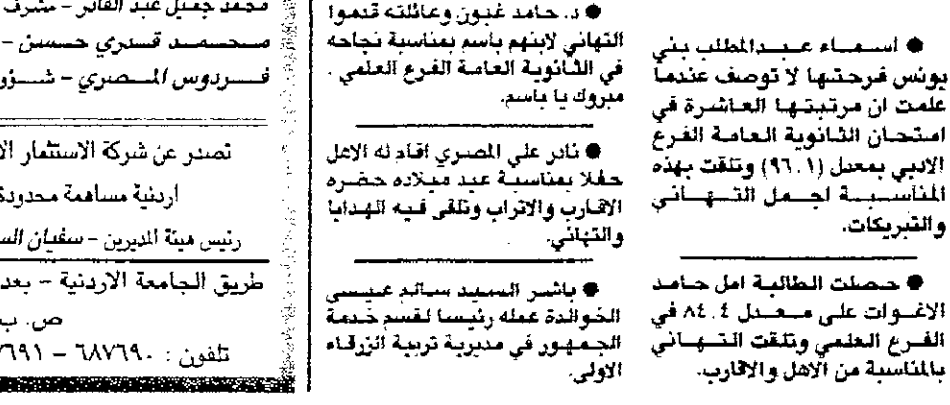 ● اسماء عبدالمطلب بني
يونس فرحتها لا توصف عندما
علمت ان مرتبتها العاشرة في
امتحان الثانوية العامة الفرع
الادبي بمعدل (٩٦.١) وتلقت بهذه
المناسبة اجمل التهاني
والتبريكات.
● حصلت الطالبة امل حامد
الاغوات على معدل ٨٤.٤ في
الفرع العلمي وتلقت التهاني
بالمناسبة من الاهل والاقارب.
● د. حامد غبون وعائلته قدموا
التهاني لابنهم باسم بمناسبة نجاحه
في الثانوية العامة الفرع العلمي .
مبروك يا باسم.
● نادر علي المصري اقام له الاهل
حفلا بمناسبة عيد ميلاده حضره
الاقارب والاتراب وتلقى فيه الهدايا
والتهاني.
● باشر السيد سالم عيسى
الخوالدة عمله رئيسا لقسم خدمة
الجمهور في مديرية تربية الزرقاء
الاولى.
محمد جميل عبد القادر - مشرف
محمد قدري حسن -
فردوس المصري - شؤو
تصدر عن شركة الاستثمار الا
اردنية مساهمة محدودة
رئيس هيئة المديرين - سفيان الس
طريق الجامعة الاردنية - بعد
ص. ب
تلفون : ٦٨٧٦٩٠ - ٧٦٩١